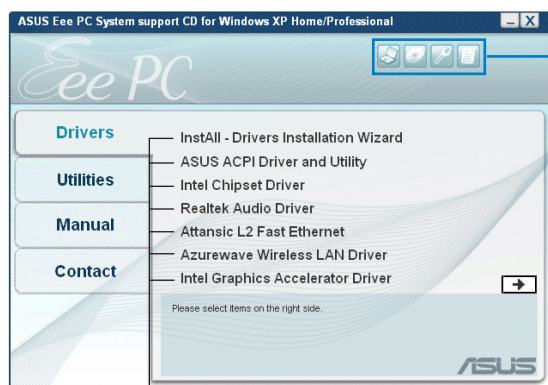 ASUS Eee PC System support CD for Windows XP Home/Professional
Eee PC
Drivers
Utilities
Manual
Contact
InstAll - Drivers Installation Wizard
ASUS ACPI Driver and Utility
Intel Chipset Driver
Realtek Audio Driver
Attansic L2 Fast Ethernet
Azurewave Wireless LAN Driver
Intel Graphics Accelerator Driver
Please select items on the right side.
ASUS